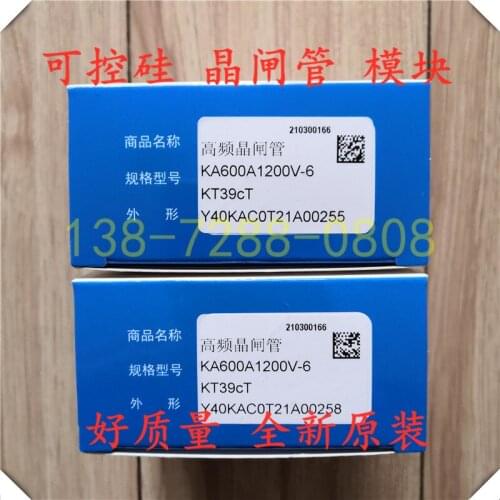 可控硅 晶闸管 模块
210300166
商品名称 高频晶闸管
规格型号 KA600A1200V-6
KT39cT
外 形 Y40KAC0T21A00255
138-7288-0808
210300166
商品名称 高频晶闸管
规格型号 KA600A1200V-6
KT39cT
外 形 Y40KAC0T21A00258
好质量 全新原装